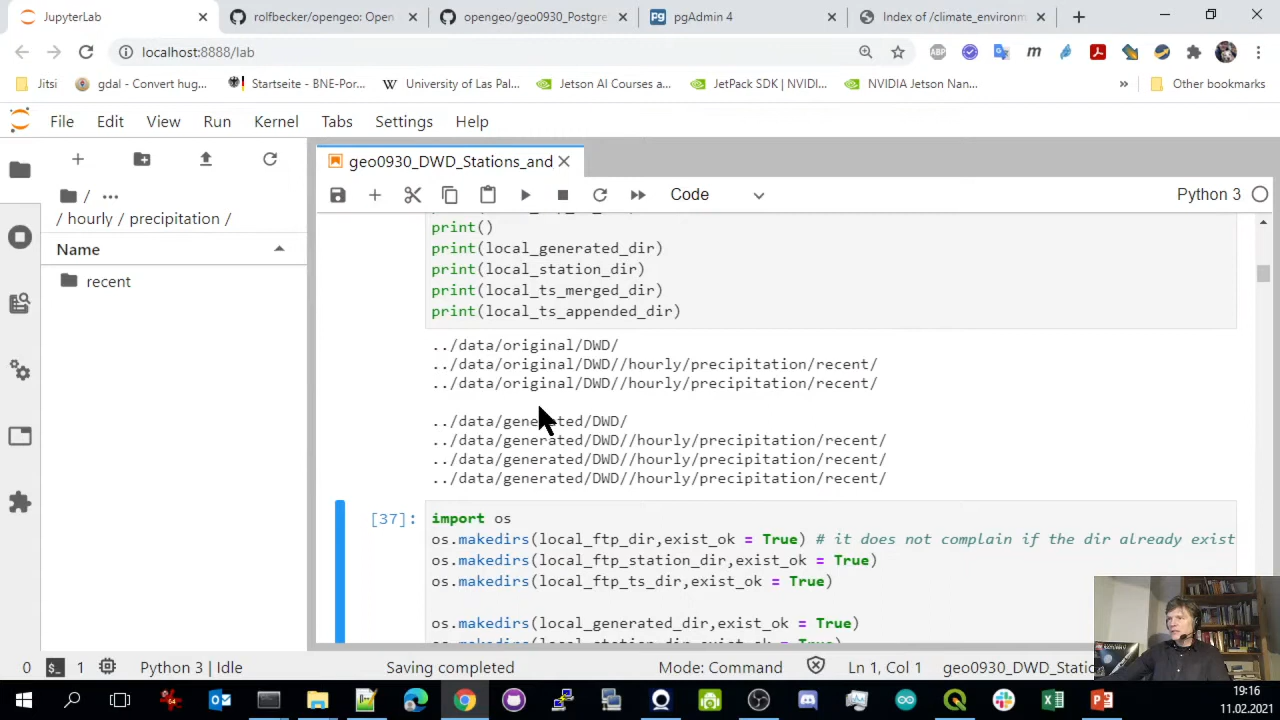 JupyterLab
rolfbecker/opengeo: Open
opengeo/geo0930_Postgre
pgAdmin 4
Index of /climate_environm
localhost:8888/lab
Jitsi
gdal - Convert hug...
Startseite - BNE-Por...
University of Las Pal...
Jetson AI Courses a...
JetPack SDK | NVIDI...
NVIDIA Jetson Nan...
Other bookmarks
File Edit View Run Kernel Tabs Settings Help
geo0930_DWD_Stations_and
/ ...
/ hourly / precipitation /
Name
recent
Code
Python 3
print()
print(local_generated_dir)
print(local_station_dir)
print(local_ts_merged_dir)
print(local_ts_appended_dir)
../data/original/DWD/
../data/original/DWD//hourly/precipitation/recent/
../data/original/DWD//hourly/precipitation/recent/
../data/generated/DWD/
../data/generated/DWD//hourly/precipitation/recent/
../data/generated/DWD//hourly/precipitation/recent/
../data/generated/DWD//hourly/precipitation/recent/
[37]:
import os
os.makedirs(local_ftp_dir,exist_ok = True) # it does not complain if the dir already exist
os.makedirs(local_ftp_station_dir,exist_ok = True)
os.makedirs(local_ftp_ts_dir,exist_ok = True)
os.makedirs(local_generated_dir,exist_ok = True)
os.makedirs(local_station_dir,exist_ok = True)
0
1
Python 3 | Idle
Saving completed
Mode: Command
Ln 1, Col 1
geo0930_DWD_Static
19:16
11.02.2021